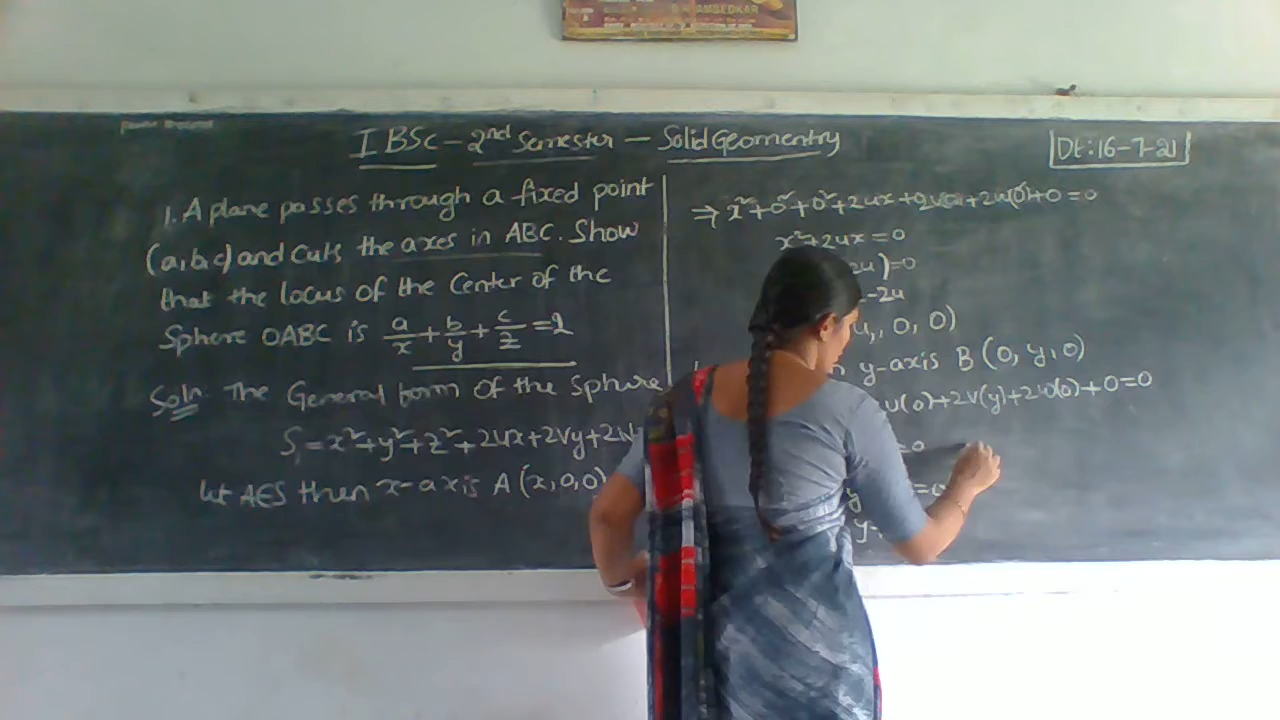 AMBEDKAR
I BSc - 2nd Semester - Solid Geomentry
Dt: 16-7-21
1. A plane passes through a fixed point
(a,b,c) and cuts the axes in ABC. Show
that the locus of the Center of the
Sphere OABC is a/x + b/y + c/z = 2
Soln: The General form of the Sphere
S = x² + y² + z² + 2ux + 2vy + 2w
let A∈S then x-axis A(x,0,0)
⇒ x² + 0² + 0² + 2ux + 2v(0) + 2w(0) + 0 = 0
x² + 2ux = 0
2u) = 0
-2u
u, 0, 0)
y-axis B(0, y, 0)
u(0) + 2v(y) + 2w(0) + 0 = 0
= 0
y = 0
y